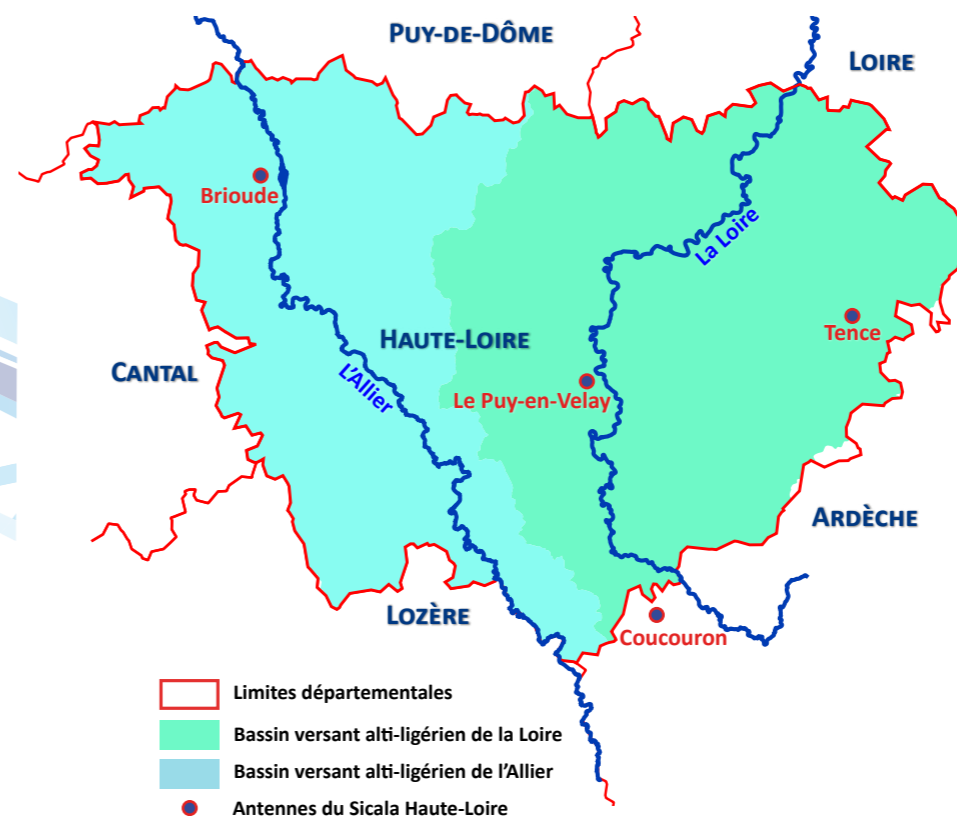 PUY-DE-DÔME
LOIRE
Brioude
La Loire
HAUTE-LOIRE
Tence
CANTAL
L'Allier
Le Puy-en-Velay
ARDÈCHE
LOZÈRE
Coucouron
Limites départementales
Bassin versant alti-ligérien de la Loire
Bassin versant alti-ligérien de l'Allier
Antennes du Sicala Haute-Loire